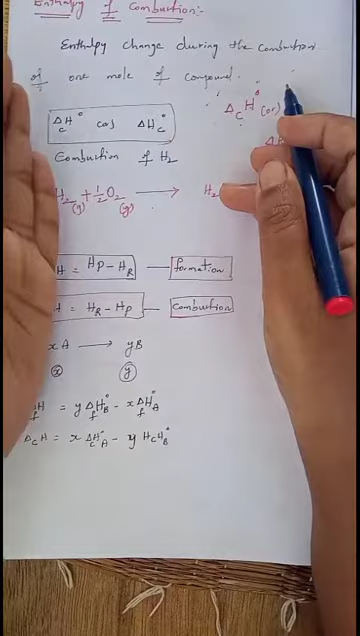 Enthalpy of Combustion:-
Enthalpy change during the combustion
of one mole of compound.
ΔcH° (or)
ΔcH° (or) ΔHc°
Combustion of H2
H2(g) + ½O2(g) ⟶ H2
H = HP - HR — formation
H = HR - HP — Combustion
xA ⟶ yB
x y
fH = yΔfH°B - xΔfH°A
ΔcH = xΔcH°A - y HcH°B